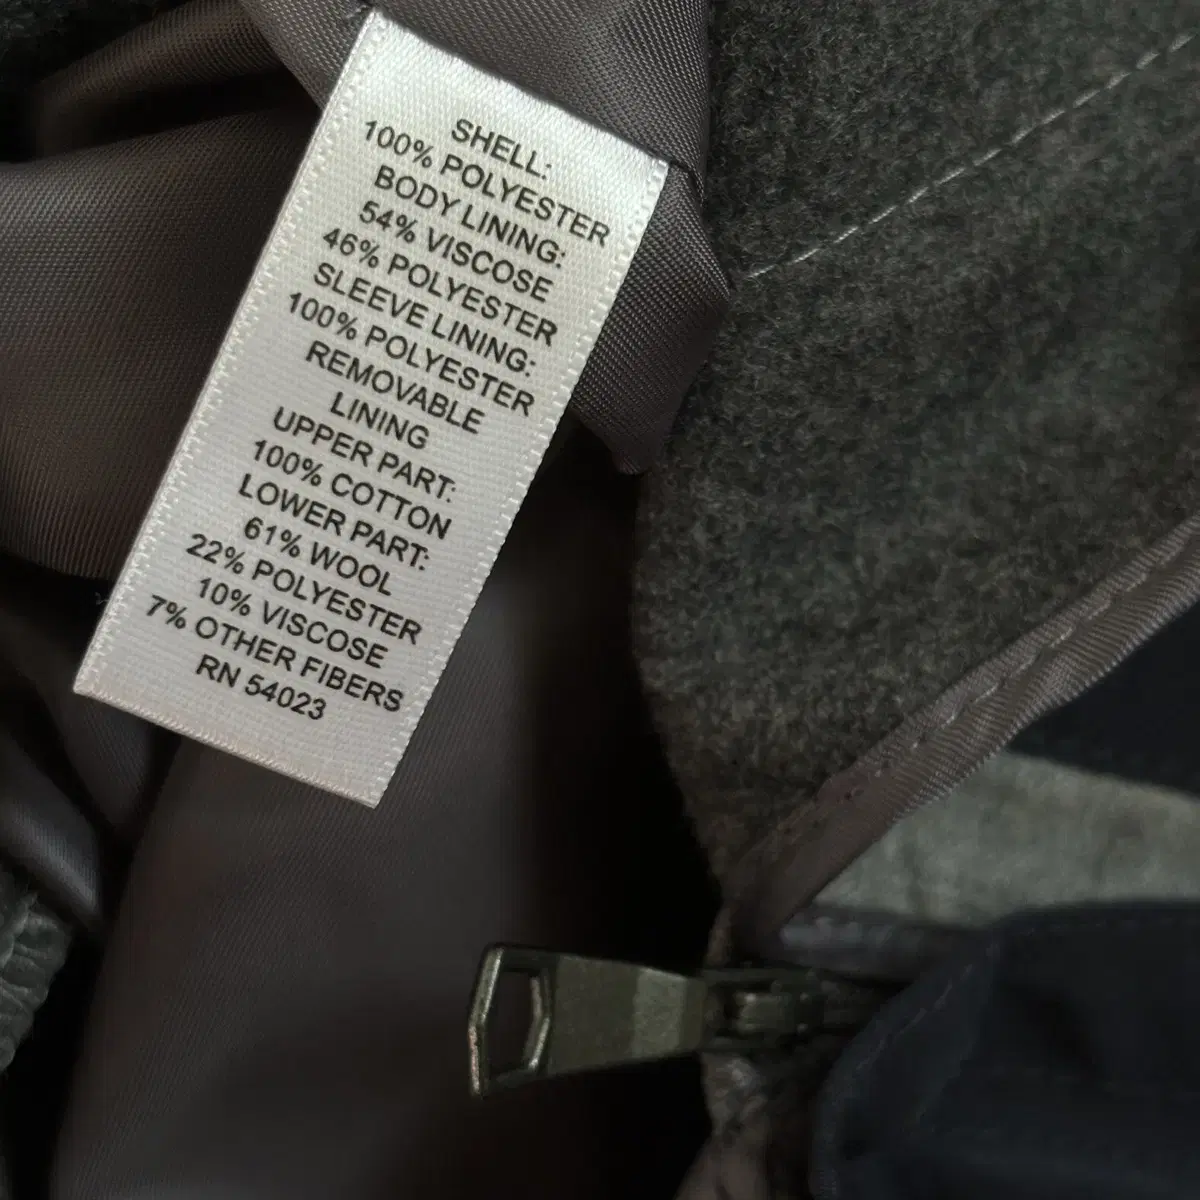 SHELL:
100% POLYESTER
BODY LINING:
54% VISCOSE
46% POLYESTER
SLEEVE LINING:
100% POLYESTER
REMOVABLE
LINING
UPPER PART:
100% COTTON
LOWER PART:
61% WOOL
22% POLYESTER
10% VISCOSE
7% OTHER FIBERS
RN 54023